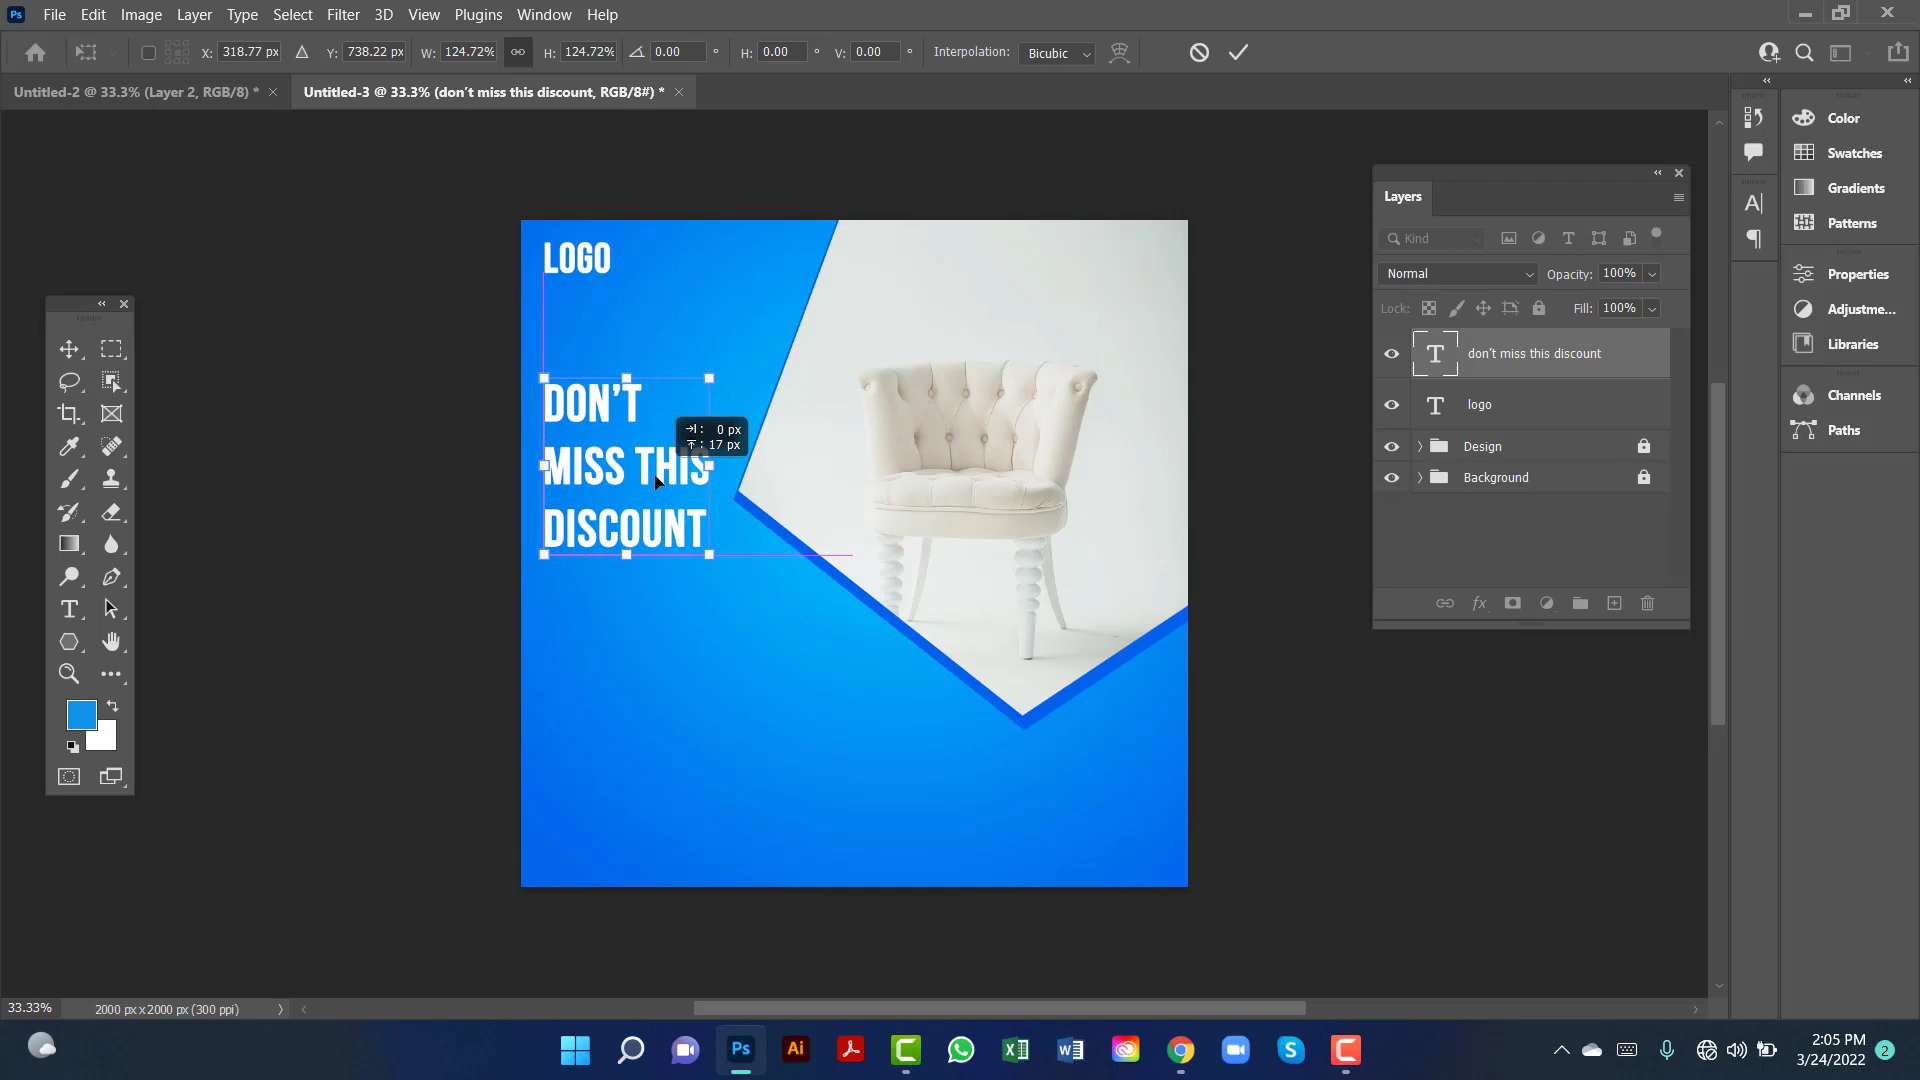 Ps File Edit Image Layer Type Select Filter 3D View Plugins Window Help
X: 318.77 px Y: 738.22 px W: 124.72% H: 124.72% 0.00 ° H: 0.00 ° V: 0.00 ° Interpolation: Bicubic
Untitled-2 @ 33.3% (Layer 2, RGB/8) * × Untitled-3 @ 33.3% (don’t miss this discount, RGB/8#) * ×
LOGO
DON’T
MISS THIS
DISCOUNT
: 0 px
: 17 px
Layers
Kind
Normal Opacity: 100%
Lock: Fill: 100%
T don’t miss this discount
T logo
Design
Background
fx
Color
Swatches
Gradients
Patterns
Properties
Adjustme...
Libraries
Channels
Paths
33.33% 2000 px x 2000 px (300 ppi)
Ps Ai
2:05 PM
3/24/2022 2